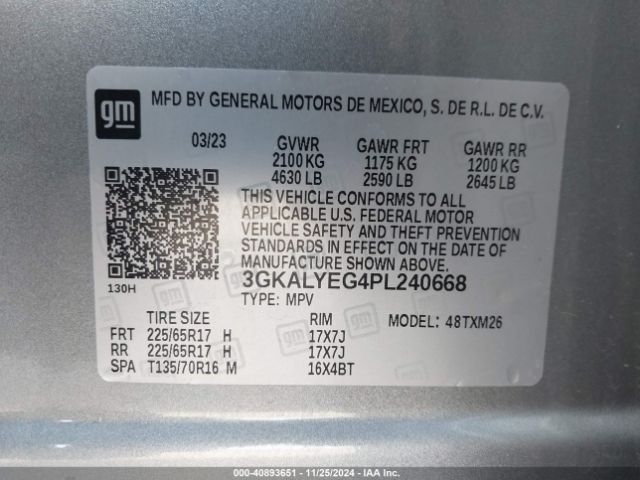 gm
MFD BY GENERAL MOTORS DE MEXICO, S. DE R.L. DE C.V.
03/23 GVWR GAWR FRT GAWR RR
2100 KG 1175 KG 1200 KG
4630 LB 2590 LB 2645 LB
THIS VEHICLE CONFORMS TO ALL
APPLICABLE U.S. FEDERAL MOTOR
VEHICLE SAFETY AND THEFT PREVENTION
STANDARDS IN EFFECT ON THE DATE OF
MANUFACTURE SHOWN ABOVE.
130H 3GKALYEG4PL240668
TYPE: MPV
TIRE SIZE RIM MODEL: 48TXM26
FRT 225/65R17 H 17X7J
RR 225/65R17 H 17X7J
SPA T135/70R16 M 16X4BT
000-40893651 - 11/25/2024 - IAA Inc.